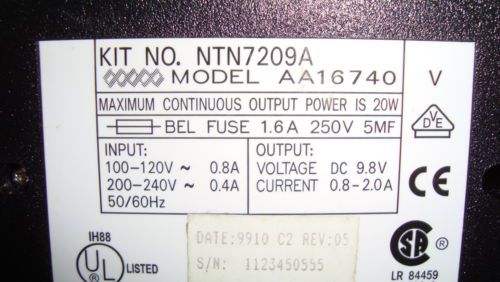 KIT NO. NTN7209A
MODEL AA16740 V
MAXIMUM CONTINUOUS OUTPUT POWER IS 20W
BEL FUSE 1.6A 250V 5MF
VDE
INPUT:
100-120V ~ 0.8A
200-240V ~ 0.4A
50/60Hz
OUTPUT:
VOLTAGE DC 9.8V
CURRENT 0.8-2.0A
CE
IH88
UL LISTED
DATE:9910 C2 REV:05
S/N: 1123450555
SA
LR 84459